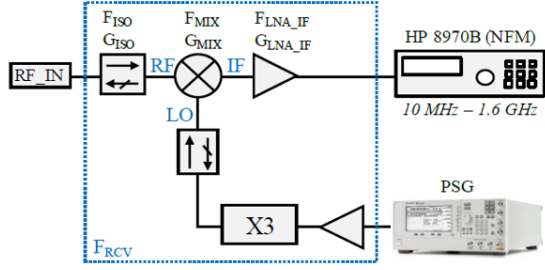 F_ISO
G_ISO
F_MIX
G_MIX
F_LNA_IF
G_LNA_IF
HP 8970B (NFM)
RF_IN
RF
IF
10 MHz – 1.6 GHz
LO
PSG
X3
F_RCV